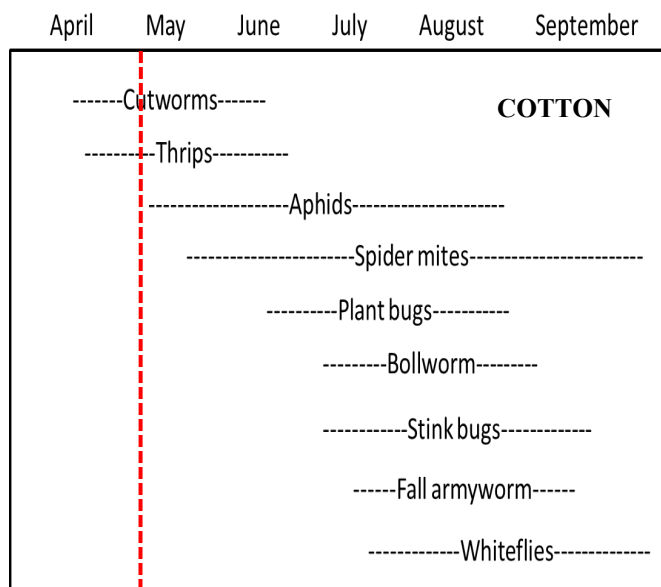 April May June July August September
-------Cutworms-------
COTTON
----------Thrips-----------
--------------------Aphids----------------------
------------------------Spider mites-------------------------
----------Plant bugs-----------
---------Bollworm---------
------------Stink bugs-------------
------Fall armyworm------
-------------Whiteflies--------------